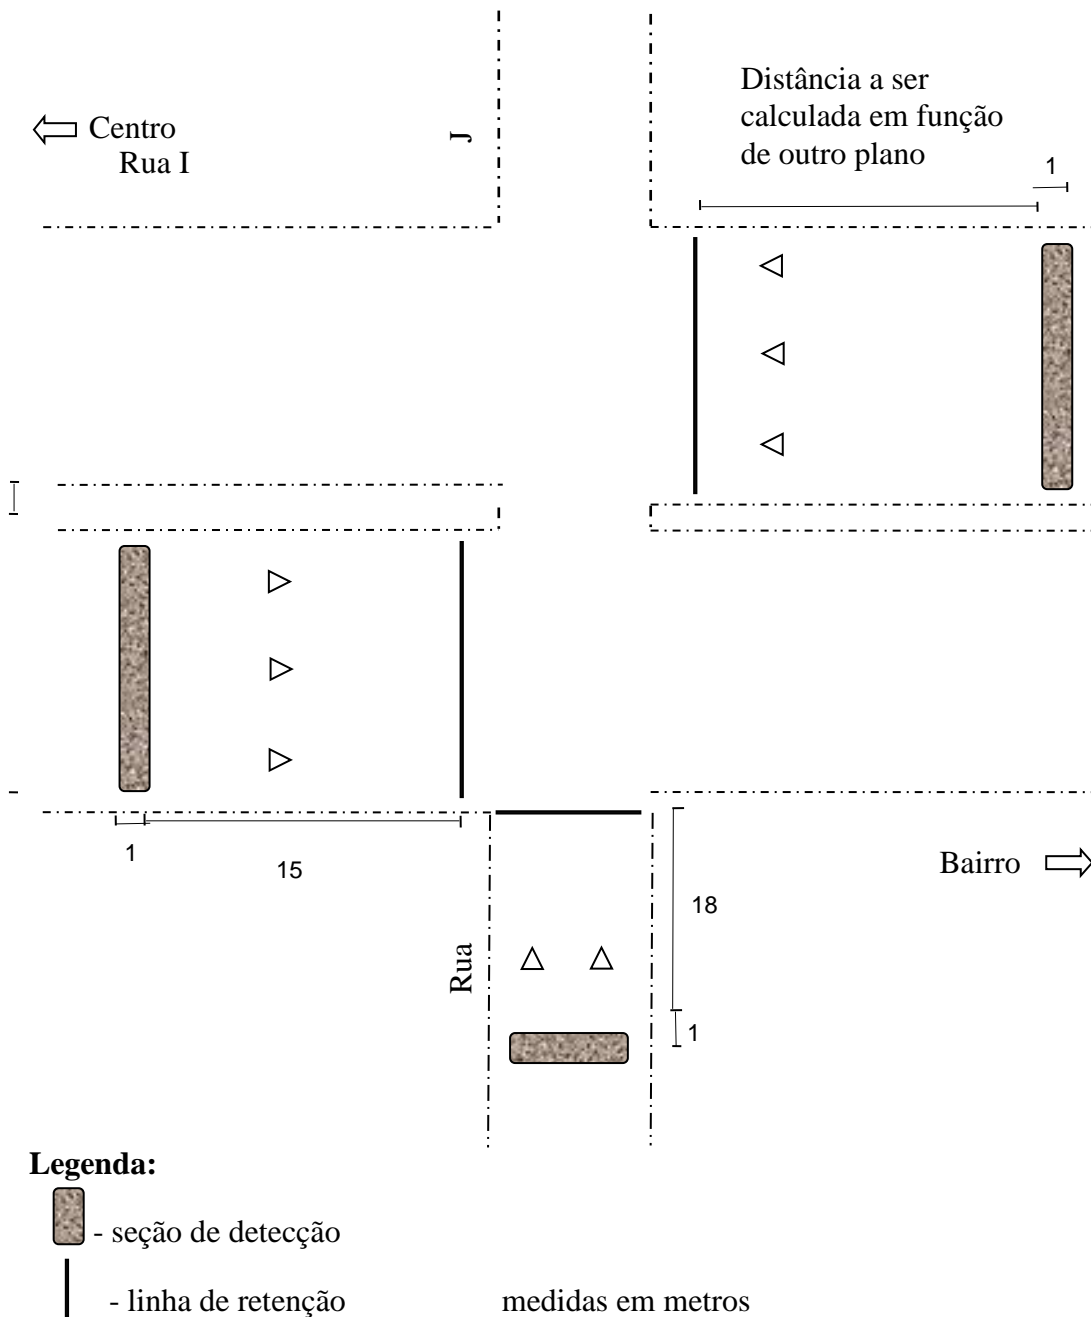 Distância a ser
calculada em função
de outro plano
Centro
Rua I
J
1
1
15
Bairro
18
Rua
1
Legenda:
- seção de detecção
- linha de retenção
medidas em metros